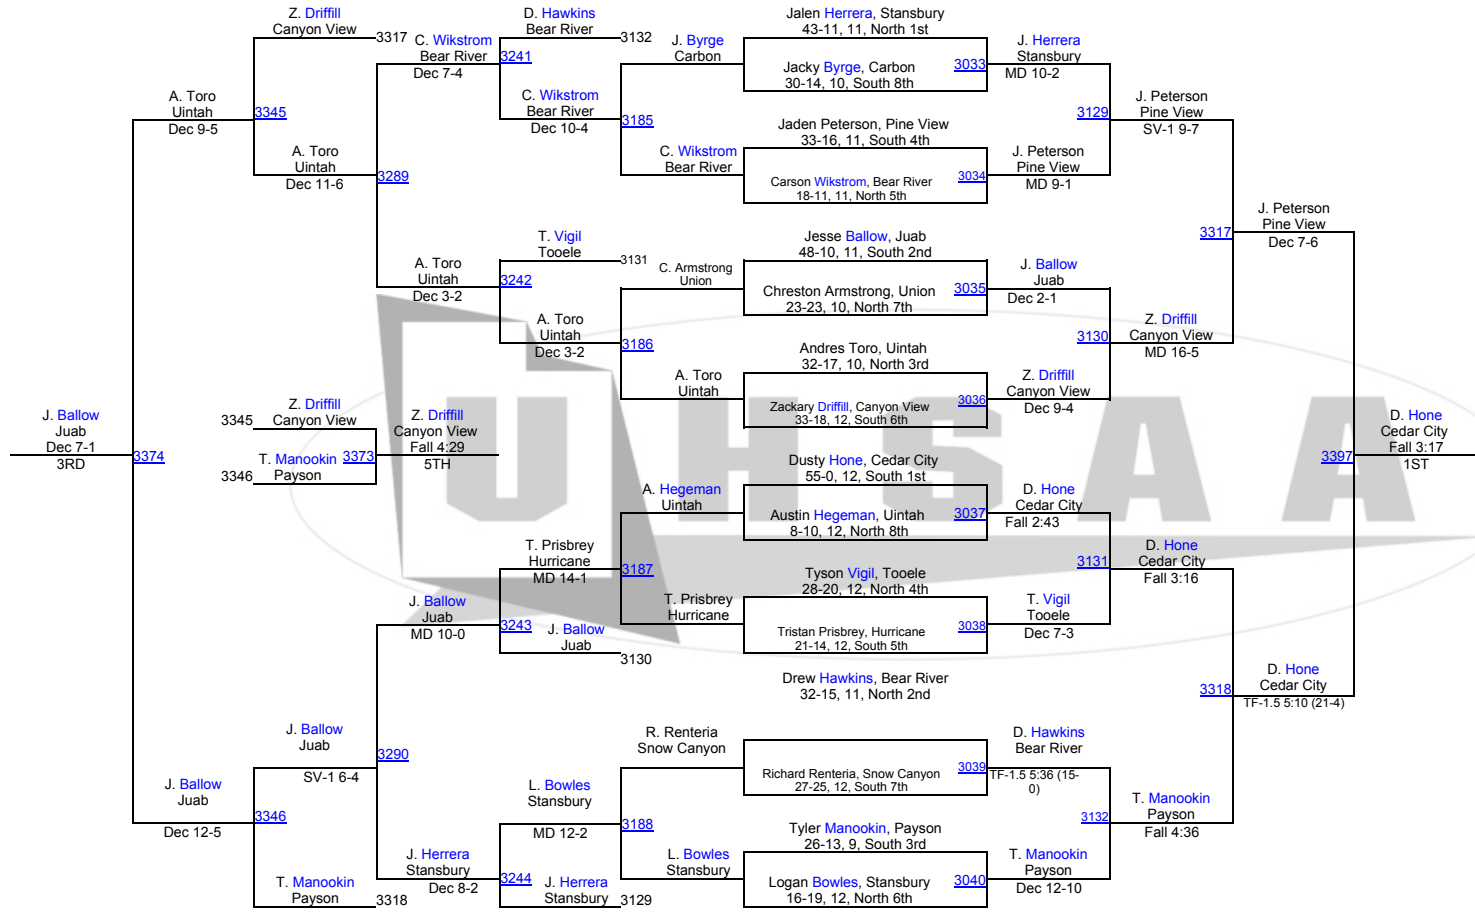 Z. Driffill
Canyon View
3317
A. Toro
Uintah
Dec 9-5
3345
A. Toro
Uintah
Dec 11-6
C. Wikstrom
Bear River
Dec 7-4
3241
3289
A. Toro
Uintah
Dec 3-2
3242
D. Hawkins
Bear River
3132
C. Wikstrom
Bear River
Dec 10-4
3185
T. Vigil
Tooele
3131
A. Toro
Uintah
Dec 3-2
3186
J. Byrge
Carbon
C. Wikstrom
Bear River
C. Armstrong
Union
A. Toro
Uintah
Jalen Herrera, Stansbury
43-11, 11, North 1st
Jacky Byrge, Carbon
30-14, 10, South 8th
3033
Jaden Peterson, Pine View
33-16, 11, South 4th
Carson Wikstrom, Bear River
18-11, 11, North 5th
3034
Jesse Ballow, Juab
48-10, 11, South 2nd
Chreston Armstrong, Union
23-23, 10, North 7th
3035
Andres Toro, Uintah
32-17, 10, North 3rd
Zackary Driffill, Canyon View
33-18, 12, South 6th
3036
J. Herrera
Stansbury
MD 10-2
3129
J. Peterson
Pine View
MD 9-1
J. Peterson
Pine View
SV-1 9-7
J. Ballow
Juab
Dec 2-1
3130
Z. Driffill
Canyon View
Dec 9-4
Z. Driffill
Canyon View
MD 16-5
3317
J. Peterson
Pine View
Dec 7-6
J. Ballow
Juab
Dec 7-1
3RD
3374
3345
Z. Driffill
Canyon View
3346
T. Manookin
Payson
3373
Z. Driffill
Canyon View
Fall 4:29
5TH
UHSAA
3397
D. Hone
Cedar City
Fall 3:17
1ST
A. Hegeman
Uintah
T. Prisbrey
Hurricane
MD 14-1
3187
T. Prisbrey
Hurricane
J. Ballow
Juab
MD 10-0
3243
J. Ballow
Juab
3130
Dusty Hone, Cedar City
55-0, 12, South 1st
Austin Hegeman, Uintah
8-10, 12, North 8th
3037
Tyson Vigil, Tooele
28-20, 12, North 4th
Tristan Prisbrey, Hurricane
21-14, 12, South 5th
3038
Drew Hawkins, Bear River
32-15, 11, North 2nd
Richard Renteria, Snow Canyon
27-25, 12, South 7th
3039
Tyler Manookin, Payson
26-13, 9, South 3rd
Logan Bowles, Stansbury
16-19, 12, North 6th
3040
D. Hone
Cedar City
Fall 2:43
3131
T. Vigil
Tooele
Dec 7-3
D. Hone
Cedar City
Fall 3:16
3318
D. Hone
Cedar City
TF-1.5 5:10 (21-4)
D. Hawkins
Bear River
TF-1.5 5:36 (15-
0)
3132
T. Manookin
Payson
Dec 12-10
T. Manookin
Payson
Fall 4:36
J. Ballow
Juab
SV-1 6-4
3290
J. Ballow
Juab
Dec 12-5
3346
T. Manookin
Payson
3318
R. Renteria
Snow Canyon
L. Bowles
Stansbury
MD 12-2
3188
L. Bowles
Stansbury
J. Herrera
Stansbury
Dec 8-2
3244
J. Herrera
Stansbury
3129